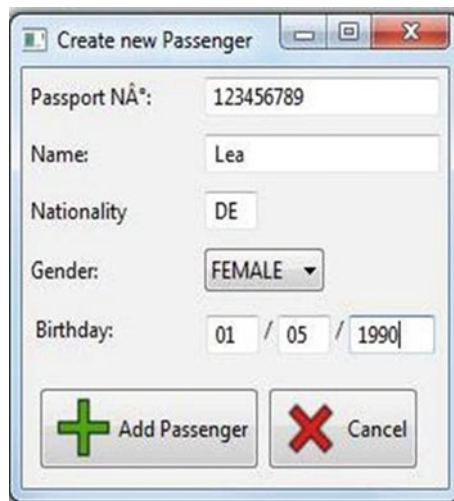 Create new Passenger
Passport NÂ°: 123456789
Name: Lea
Nationality DE
Gender: FEMALE
Birthday: 01 / 05 / 1990
Add Passenger Cancel